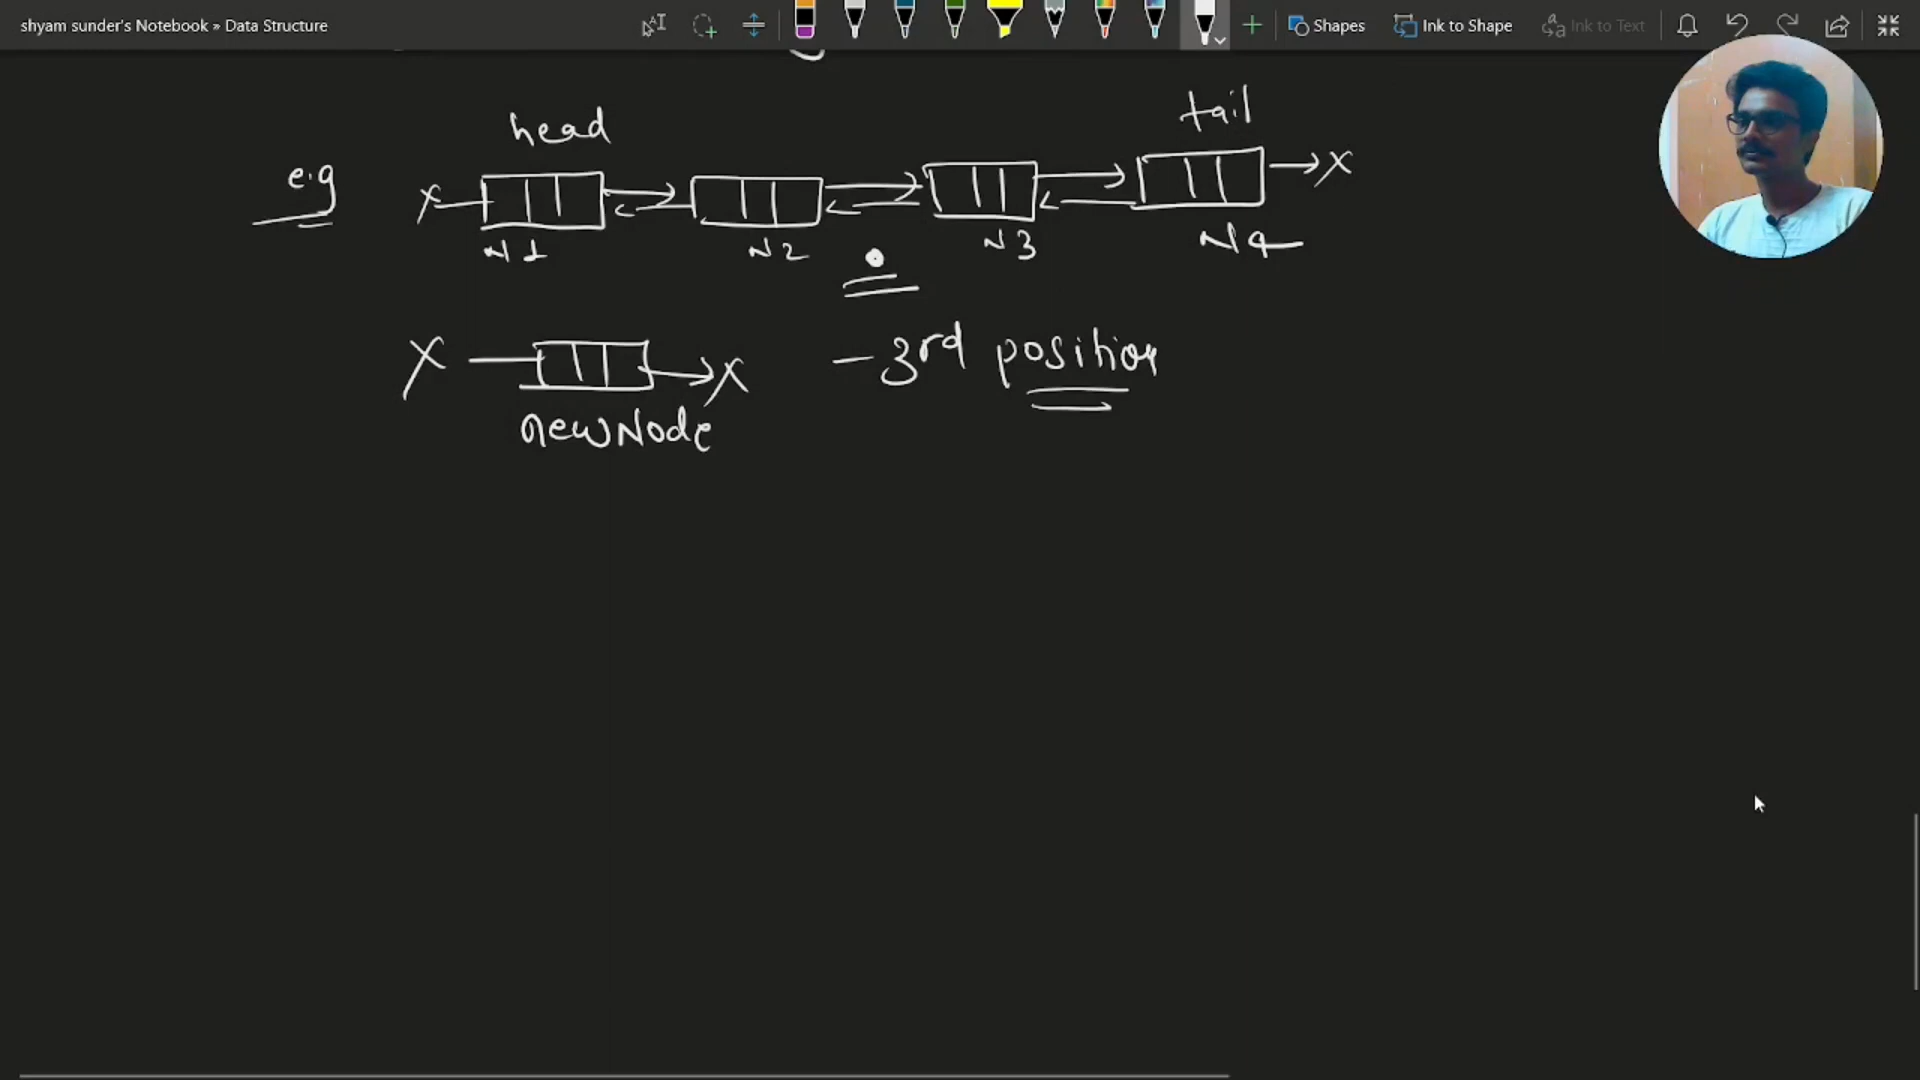 shyam sunder's Notebook » Data Structure
Shapes
Ink to Shape
Ink to Text
head
tail
e.g
X
X
N1
N2
N3
N4
X
X
- 3rd position
newNode